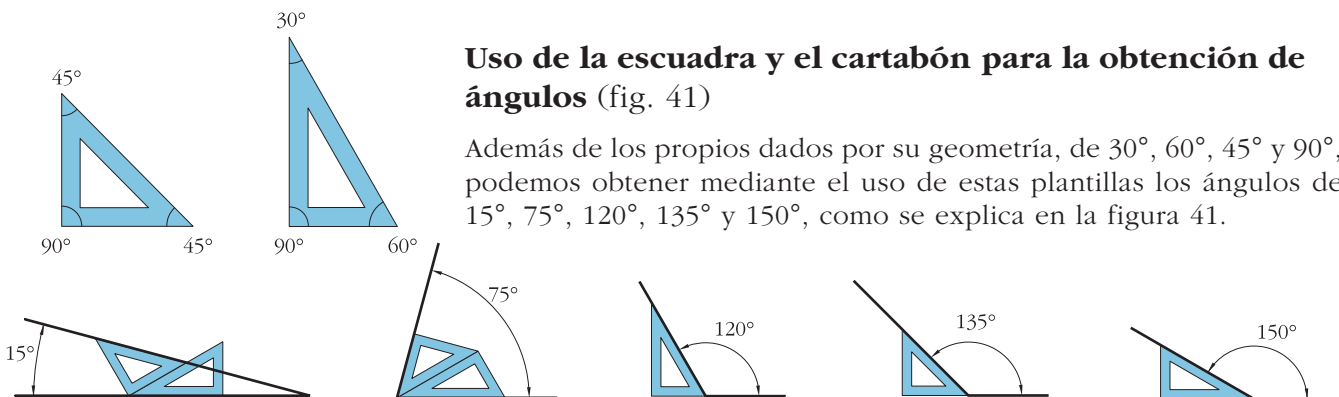 30°
45°
90°
45°
90°
60°
Uso de la escuadra y el cartabón para la obtención de
ángulos (fig. 41)
Además de los propios dados por su geometría, de 30°, 60°, 45° y 90°,
podemos obtener mediante el uso de estas plantillas los ángulos de
15°, 75°, 120°, 135° y 150°, como se explica en la figura 41.
15°
75°
120°
135°
150°